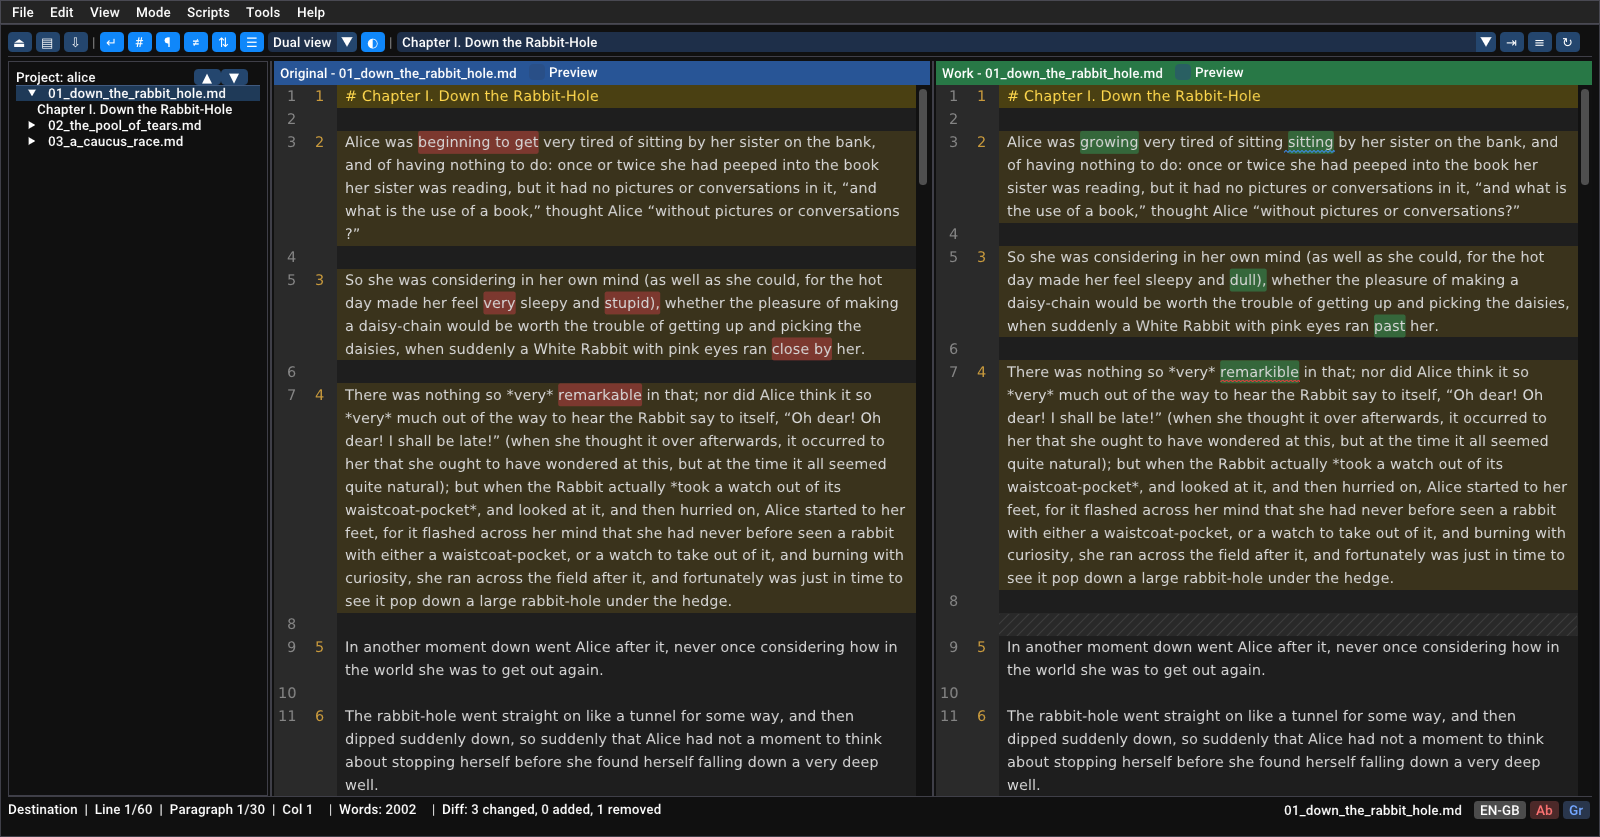 File Edit View Mode Scripts Tools Help
Dual view Chapter I. Down the Rabbit-Hole
Project: alice
01_down_the_rabbit_hole.md
Chapter I. Down the Rabbit-Hole
02_the_pool_of_tears.md
03_a_caucus_race.md
Original - 01_down_the_rabbit_hole.md Preview
1 1 # Chapter I. Down the Rabbit-Hole
2
3 2 Alice was beginning to get very tired of sitting by her sister on the bank,
and of having nothing to do: once or twice she had peeped into the book
her sister was reading, but it had no pictures or conversations in it, “and
what is the use of a book,” thought Alice “without pictures or conversations
?”
4
5 3 So she was considering in her own mind (as well as she could, for the hot
day made her feel very sleepy and stupid), whether the pleasure of making
a daisy-chain would be worth the trouble of getting up and picking the
daisies, when suddenly a White Rabbit with pink eyes ran close by her.
6
7 4 There was nothing so *very* remarkable in that; nor did Alice think it so
*very* much out of the way to hear the Rabbit say to itself, “Oh dear! Oh
dear! I shall be late!” (when she thought it over afterwards, it occurred to
her that she ought to have wondered at this, but at the time it all seemed
quite natural); but when the Rabbit actually *took a watch out of its
waistcoat-pocket*, and looked at it, and then hurried on, Alice started to her
feet, for it flashed across her mind that she had never before seen a rabbit
with either a waistcoat-pocket, or a watch to take out of it, and burning with
curiosity, she ran across the field after it, and fortunately was just in time to
see it pop down a large rabbit-hole under the hedge.
8
9 5 In another moment down went Alice after it, never once considering how in
the world she was to get out again.
10
11 6 The rabbit-hole went straight on like a tunnel for some way, and then
dipped suddenly down, so suddenly that Alice had not a moment to think
about stopping herself before she found herself falling down a very deep
well.
Work - 01_down_the_rabbit_hole.md Preview
1 1 # Chapter I. Down the Rabbit-Hole
2
3 2 Alice was growing very tired of sitting sitting by her sister on the bank, and
of having nothing to do: once or twice she had peeped into the book her
sister was reading, but it had no pictures or conversations in it, “and what is
the use of a book,” thought Alice “without pictures or conversations?”
4
5 3 So she was considering in her own mind (as well as she could, for the hot
day made her feel sleepy and dull), whether the pleasure of making a
daisy-chain would be worth the trouble of getting up and picking the daisies,
when suddenly a White Rabbit with pink eyes ran past her.
6
7 4 There was nothing so *very* remarkible in that; nor did Alice think it so
*very* much out of the way to hear the Rabbit say to itself, “Oh dear! Oh
dear! I shall be late!” (when she thought it over afterwards, it occurred to
her that she ought to have wondered at this, but at the time it all seemed
quite natural); but when the Rabbit actually *took a watch out of its
waistcoat-pocket*, and looked at it, and then hurried on, Alice started to her
feet, for it flashed across her mind that she had never before seen a rabbit
with either a waistcoat-pocket, or a watch to take out of it, and burning with
curiosity, she ran across the field after it, and fortunately was just in time to
see it pop down a large rabbit-hole under the hedge.
8
9 5 In another moment down went Alice after it, never once considering how in
the world she was to get out again.
10
11 6 The rabbit-hole went straight on like a tunnel for some way, and then
dipped suddenly down, so suddenly that Alice had not a moment to think
about stopping herself before she found herself falling down a very deep
well.
Destination | Line 1/60 | Paragraph 1/30 | Col 1 | Words: 2002 | Diff: 3 changed, 0 added, 1 removed 01_down_the_rabbit_hole.md EN-GB Ab Gr